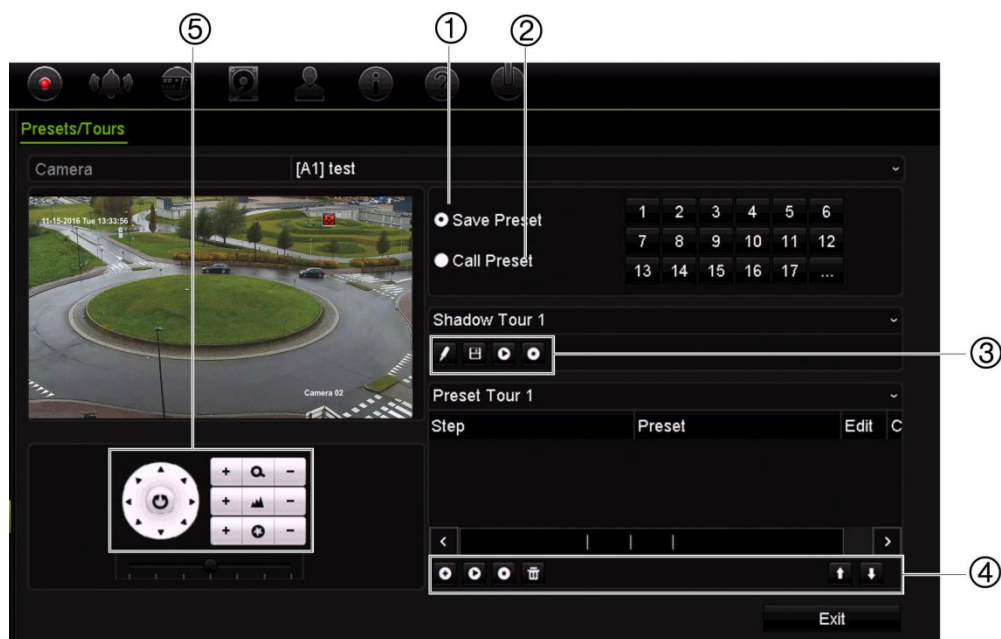 ⑤ ① ②
Presets/Tours
Camera [A1] test
11-15-2016 Tue 13:33:56
Camera 02
Save Preset
Call Preset
1 2 3 4 5 6
7 8 9 10 11 12
13 14 15 16 17 ...
Shadow Tour 1
③
Preset Tour 1
Step Preset Edit C
④
Exit